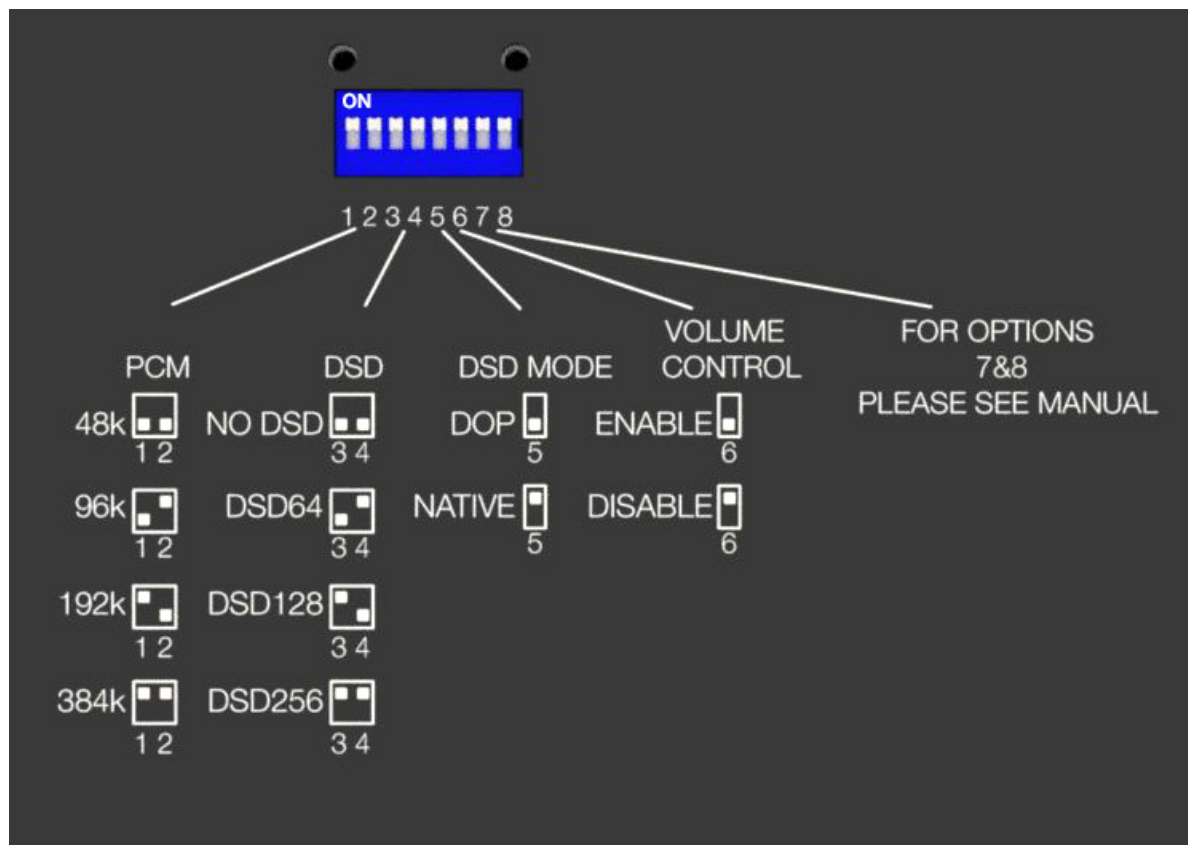 ON
1 2 3 4 5 6 7 8
VOLUME CONTROL
FOR OPTIONS
7&8
PLEASE SEE MANUAL
PCM
DSD
DSD MODE
48k
1 2
NO DSD
3 4
DOP
5
ENABLE
6
96k
1 2
DSD64
3 4
NATIVE
5
DISABLE
6
192k
1 2
DSD128
3 4
384k
1 2
DSD256
3 4